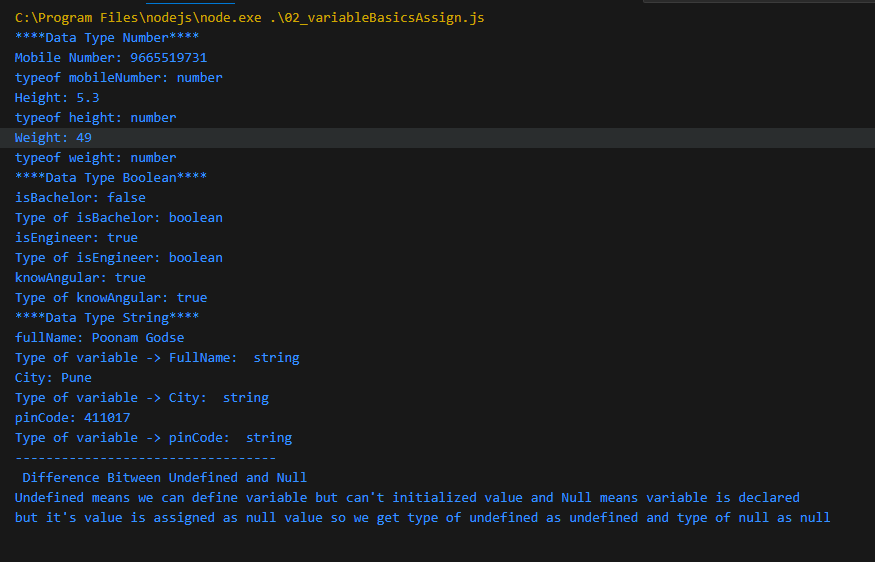 C:\Program Files\nodejs\node.exe .\02_variableBasicsAssign.js
****Data Type Number****
Mobile Number: 9665519731
typeof mobileNumber: number
Height: 5.3
typeof height: number
Weight: 49
typeof weight: number
****Data Type Boolean****
isBachelor: false
Type of isBachelor: boolean
isEngineer: true
Type of isEngineer: boolean
knowAngular: true
Type of knowAngular: true
****Data Type String****
fullName: Poonam Godse
Type of variable -> FullName:  string
City: Pune
Type of variable -> City:  string
pinCode: 411017
Type of variable -> pinCode:  string
----------------------------------
 Difference Bitween Undefined and Null
Undefined means we can define variable but can't initialized value and Null means variable is declared
but it's value is assigned as null value so we get type of undefined as undefined and type of null as null